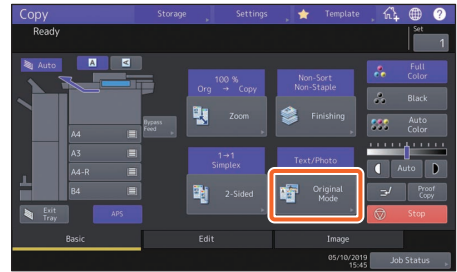 Copy
Storage
Settings
Template
?
Ready
Set
1
Auto
A
A4
A3
A4-R
B4
Bypass
Feed
Exit
Tray
APS
100 %
Org → Copy
Zoom
Non-Sort
Non-Staple
Finishing
1→1
Simplex
2-Sided
Text/Photo
Original
Mode
Full
Color
Black
Auto
Color
Auto
Proof
Copy
Stop
Basic
Edit
Image
05/10/2019
15:45
Job Status